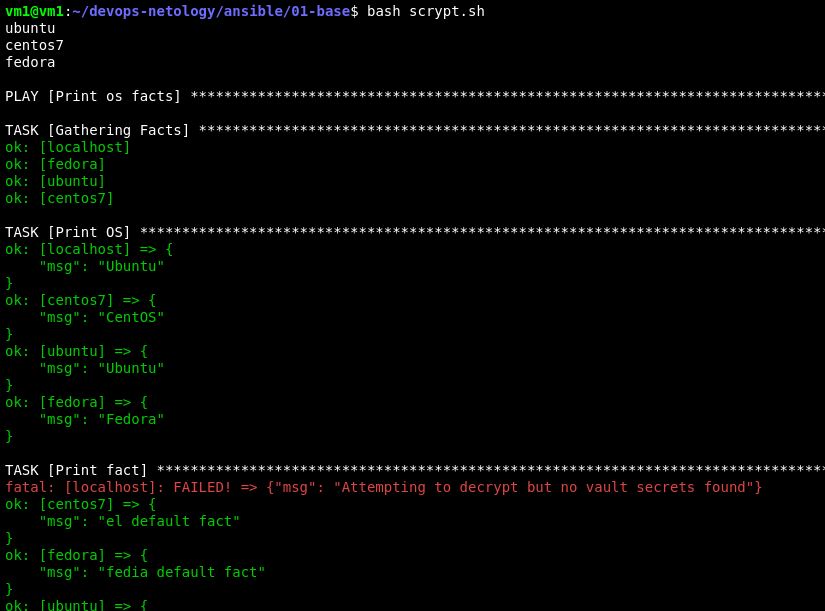 vm1@vm1:~/devops-netology/ansible/01-base$ bash scrypt.sh
ubuntu
centos7
fedora
PLAY [Print os facts] ***************************************************************************
TASK [Gathering Facts] **************************************************************************
ok: [localhost]
ok: [fedora]
ok: [ubuntu]
ok: [centos7]
TASK [Print OS] *********************************************************************************
ok: [localhost] => {
    "msg": "Ubuntu"
}
ok: [centos7] => {
    "msg": "CentOS"
}
ok: [ubuntu] => {
    "msg": "Ubuntu"
}
ok: [fedora] => {
    "msg": "Fedora"
}
TASK [Print fact] *******************************************************************************
fatal: [localhost]: FAILED! => {"msg": "Attempting to decrypt but no vault secrets found"}
ok: [centos7] => {
    "msg": "el default fact"
}
ok: [fedora] => {
    "msg": "fedia default fact"
}
ok: [ubuntu] => {